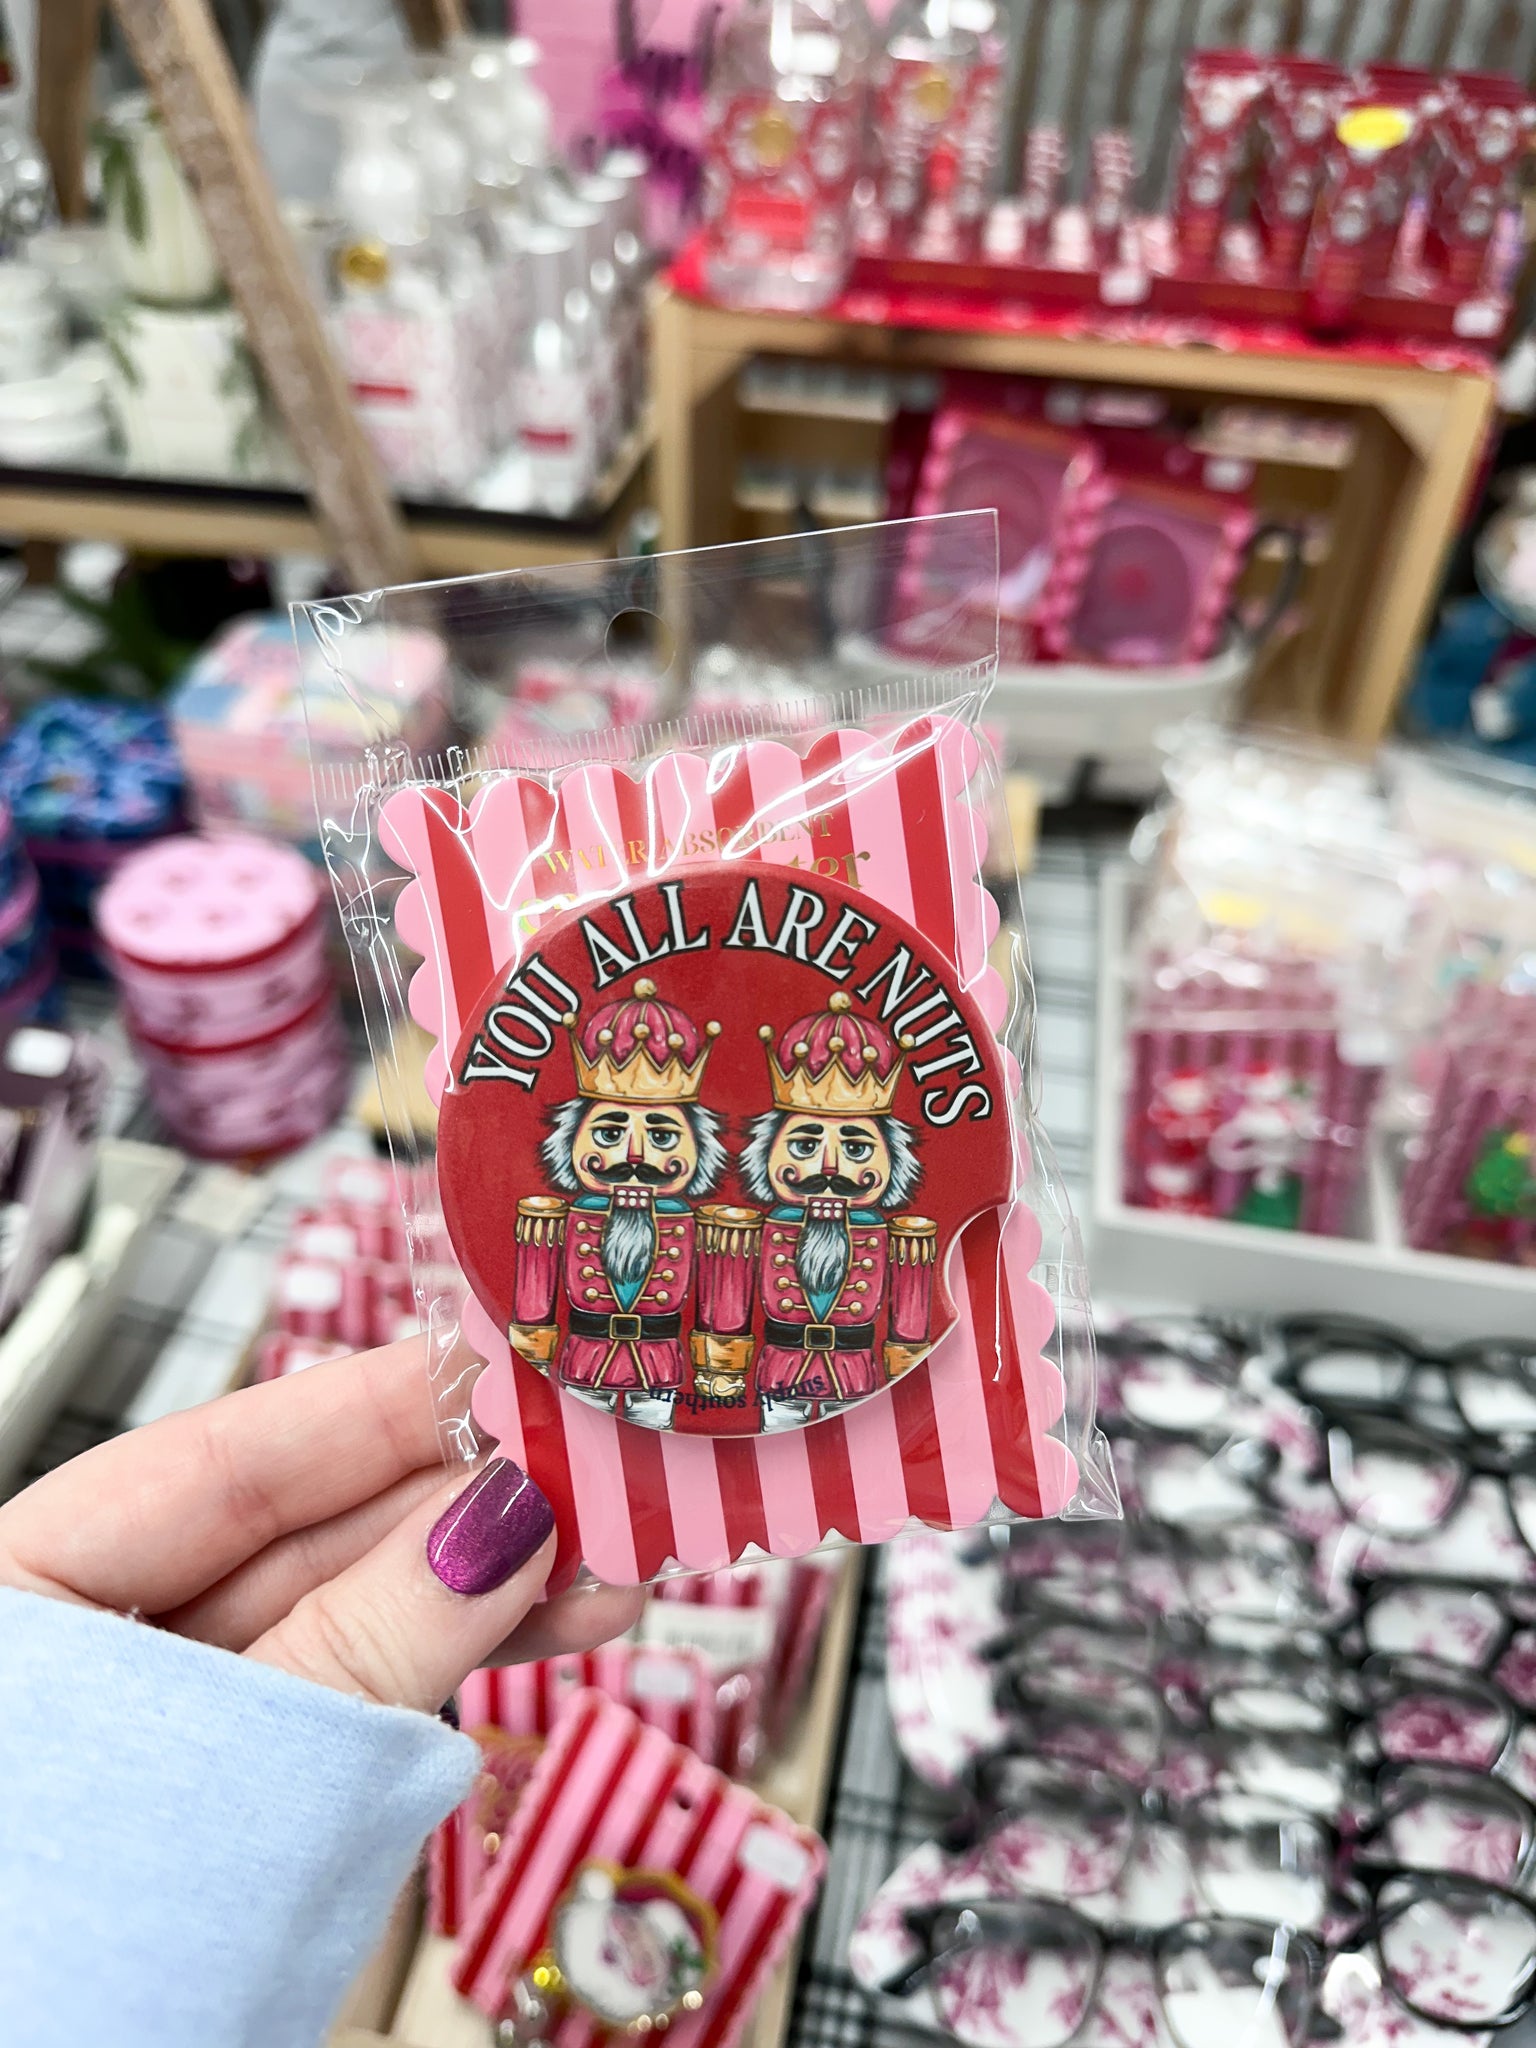 WATER ABSORBENT
YOU ALL ARE NUTS
simply southern